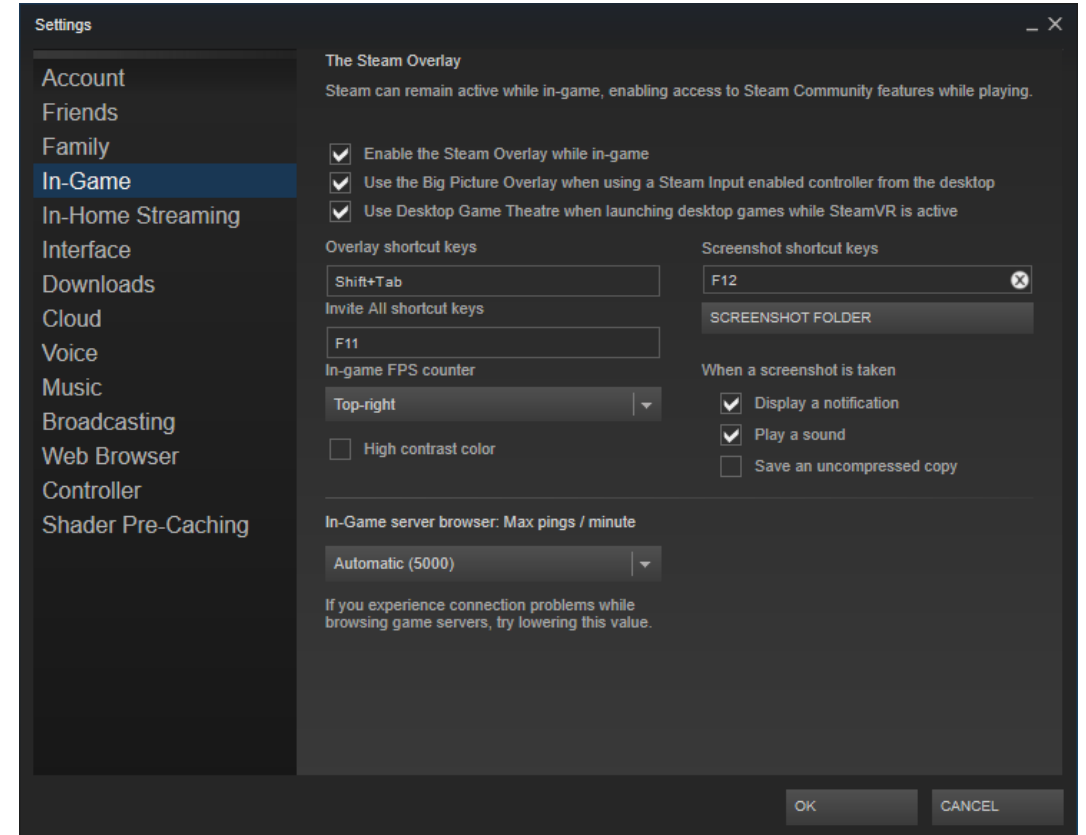 Settings
Account
Friends
Family
In-Game
In-Home Streaming
Interface
Downloads
Cloud
Voice
Music
Broadcasting
Web Browser
Controller
Shader Pre-Caching
The Steam Overlay
Steam can remain active while in-game, enabling access to Steam Community features while playing.
Enable the Steam Overlay while in-game
Use the Big Picture Overlay when using a Steam Input enabled controller from the desktop
Use Desktop Game Theatre when launching desktop games while SteamVR is active
Overlay shortcut keys
Shift+Tab
Invite All shortcut keys
F11
In-game FPS counter
Top-right
High contrast color
Screenshot shortcut keys
F12
SCREENSHOT FOLDER
When a screenshot is taken
Display a notification
Play a sound
Save an uncompressed copy
In-Game server browser: Max pings / minute
Automatic (5000)
If you experience connection problems while
browsing game servers, try lowering this value.
OK
CANCEL